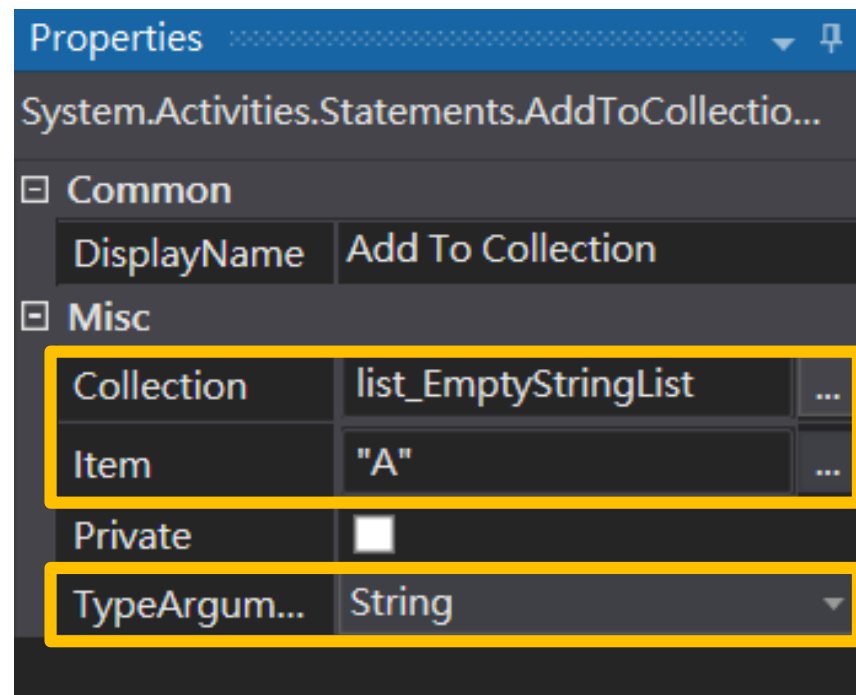 Properties
System.Activities.Statements.AddToCollectio...
Common
DisplayName Add To Collection
Misc
Collection list_EmptyStringList ...
Item "A" ...
Private
TypeArgum... String